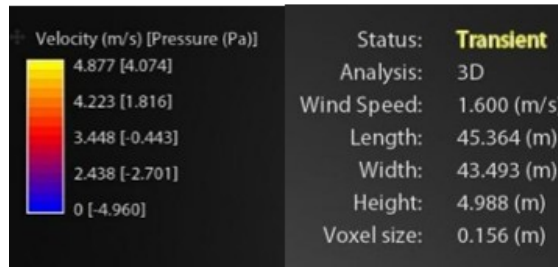 Velocity (m/s) [Pressure (Pa)]
4.877 [4.074]
4.223 [1.816]
3.448 [-0.443]
2.438 [-2.701]
0 [-4.960]
Status: Transient
Analysis: 3D
Wind Speed: 1.600 (m/s
Length: 45.364 (m)
Width: 43.493 (m)
Height: 4.988 (m)
Voxel size: 0.156 (m)